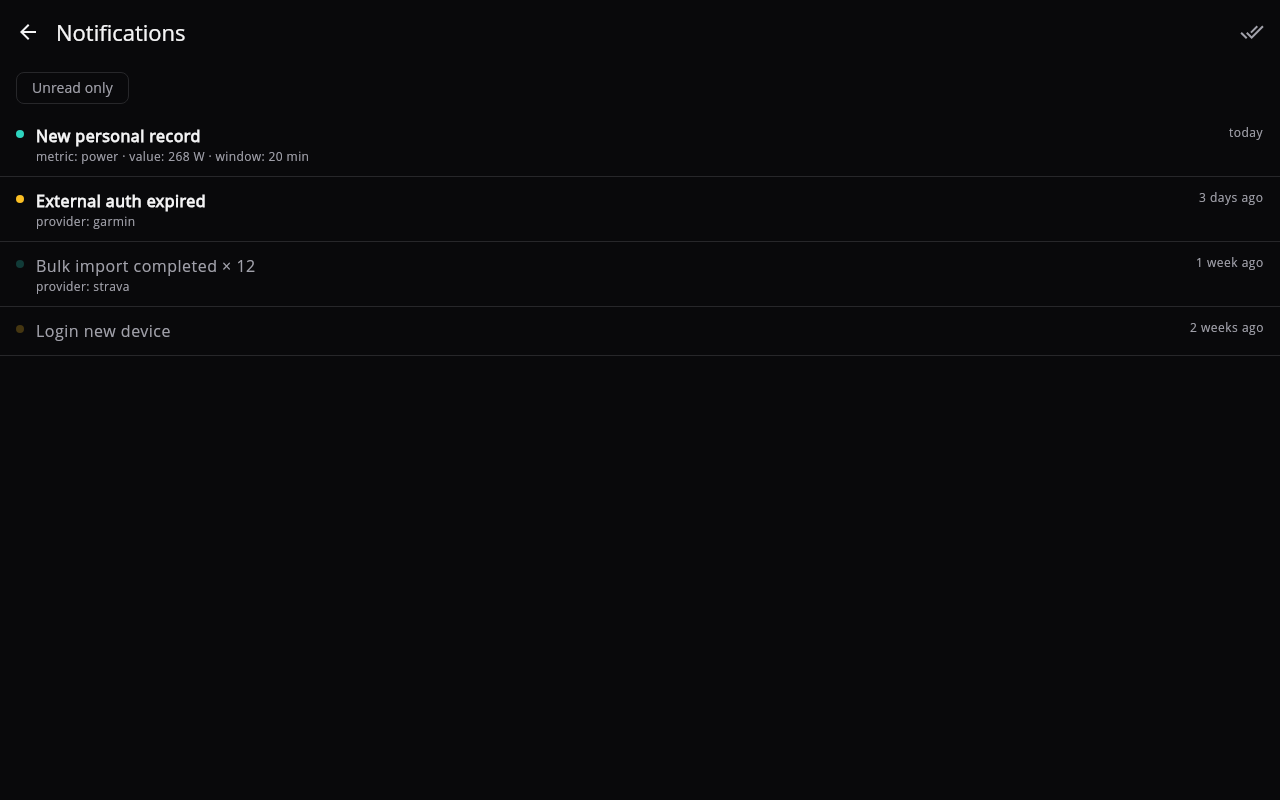 Notifications
Unread only
New personal record
today
metric: power · value: 268 W · window: 20 min
External auth expired
3 days ago
provider: garmin
Bulk import completed × 12
1 week ago
provider: strava
Login new device
2 weeks ago